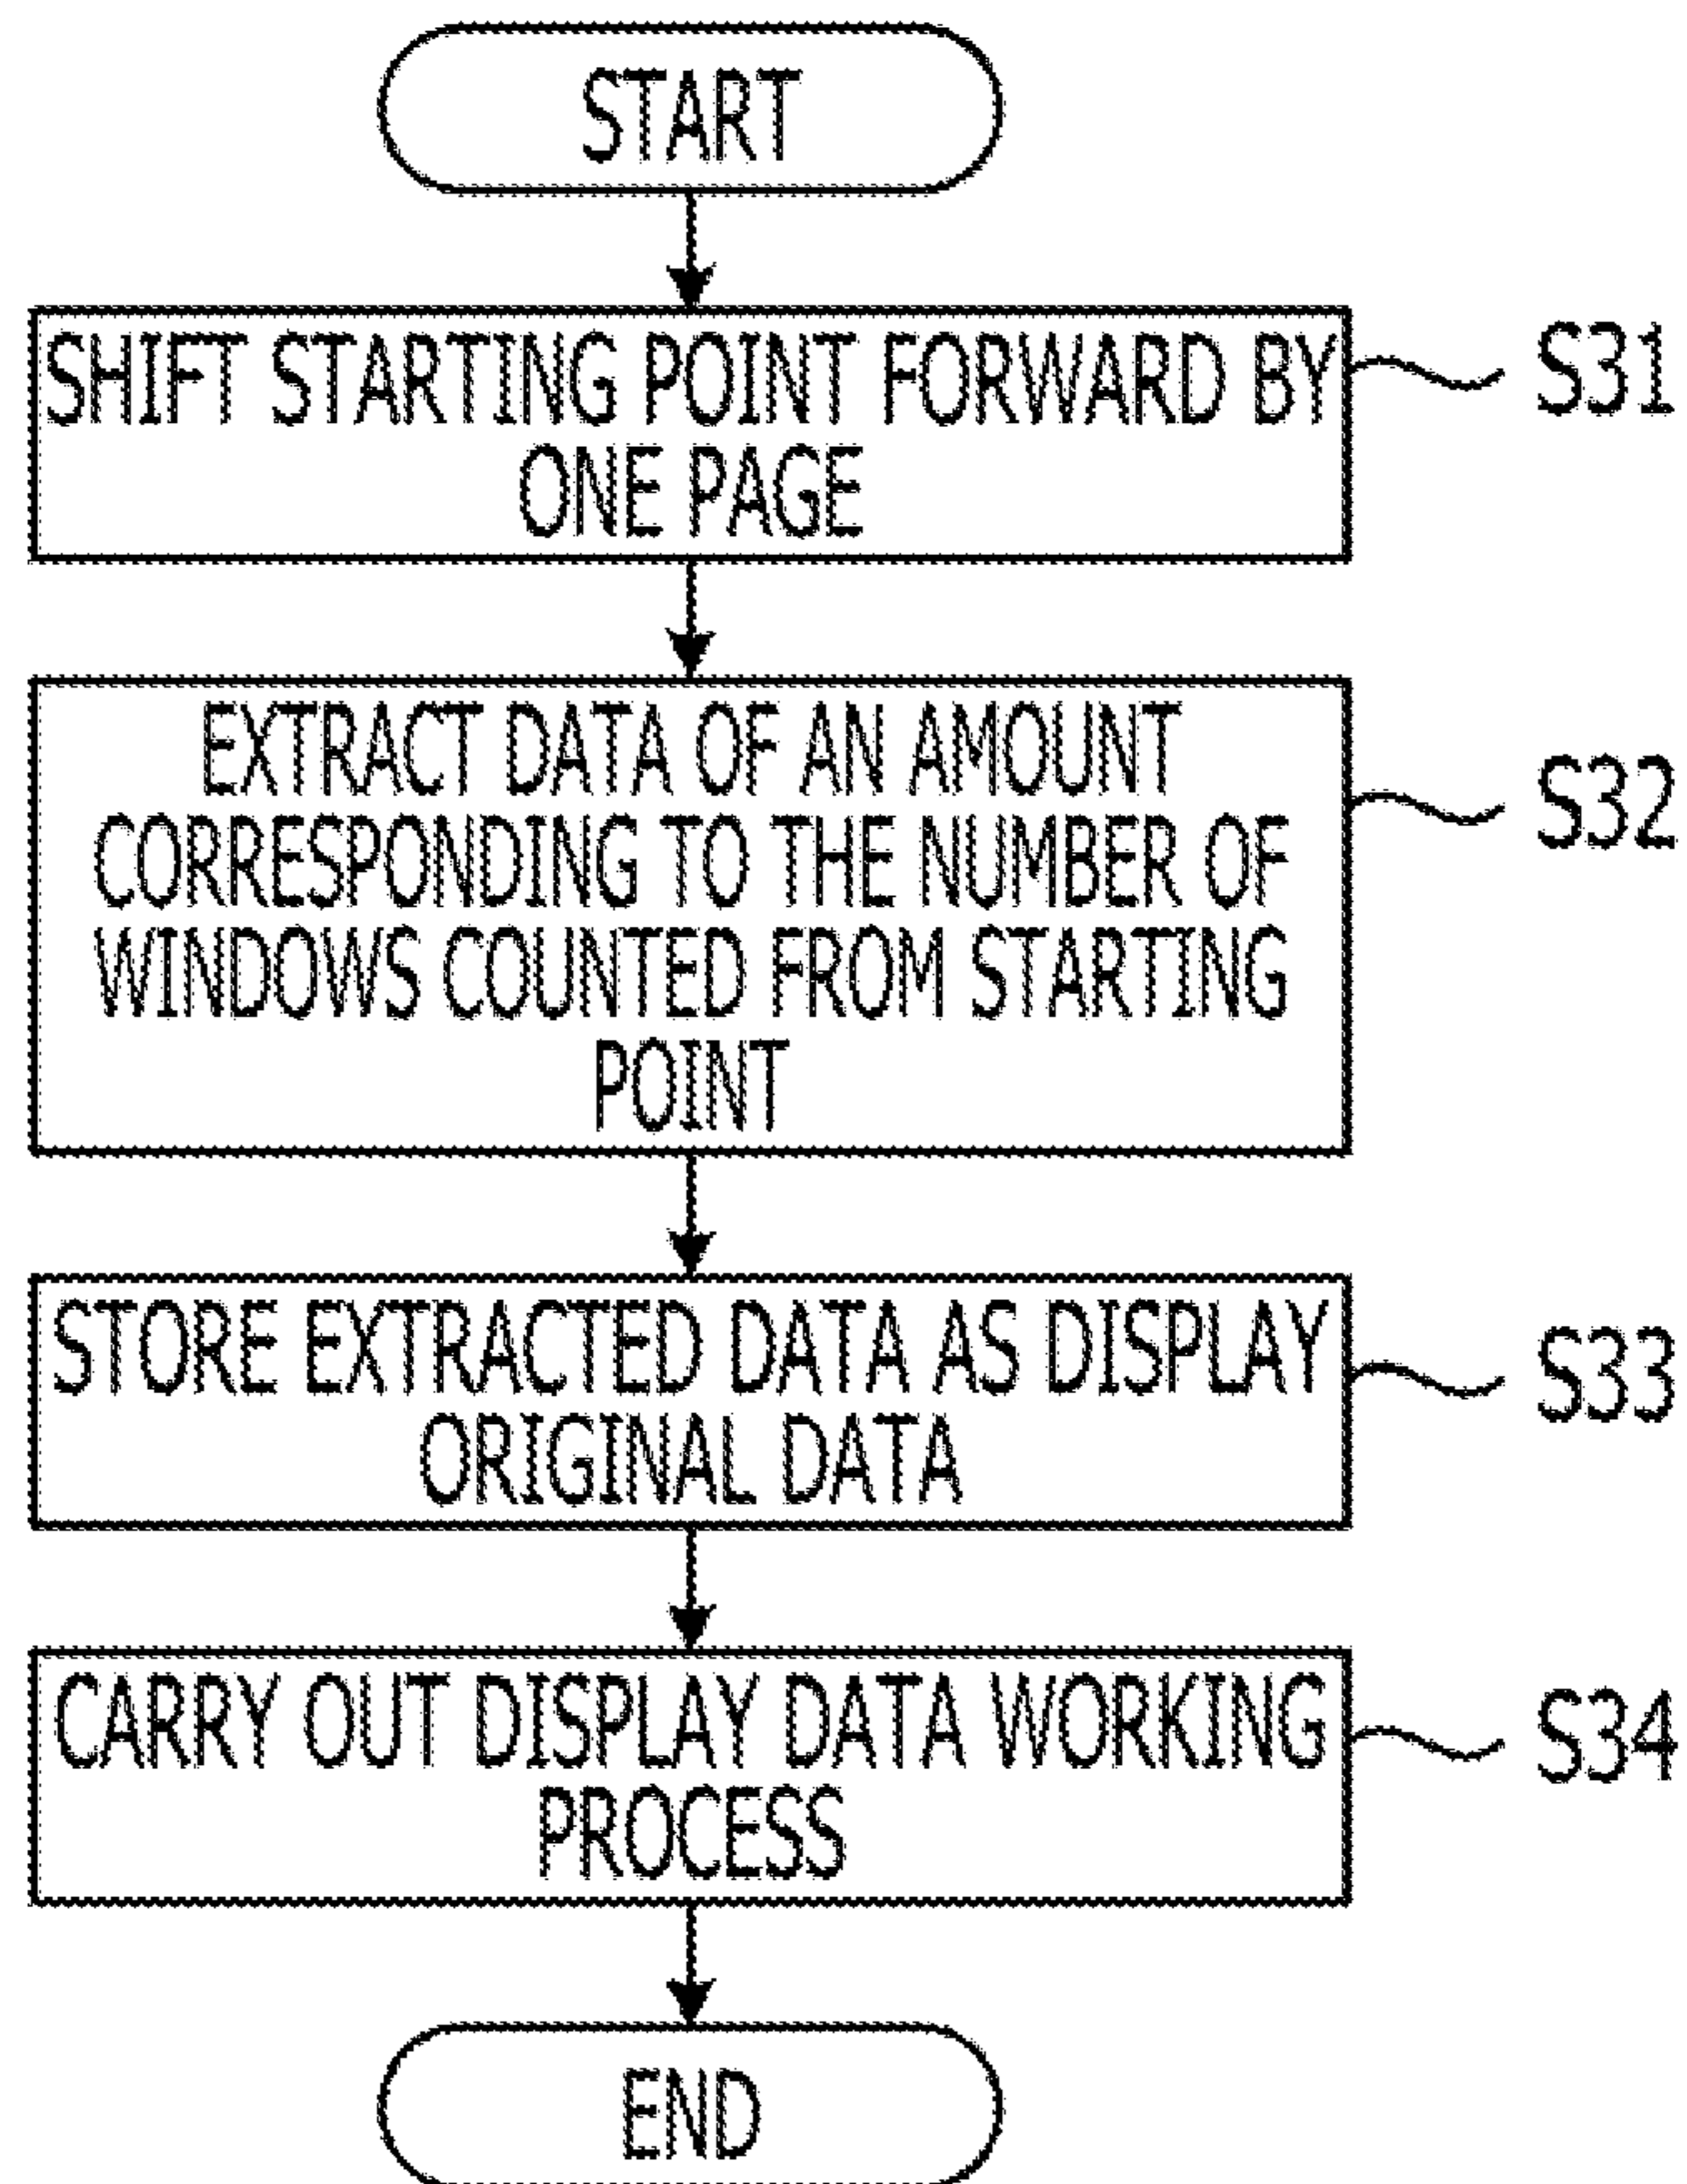 START
SHIFT STARTING POINT FORWARD BY
ONE PAGE
S31
EXTRACT DATA OF AN AMOUNT
CORRESPONDING TO THE NUMBER OF
WINDOWS COUNTED FROM STARTING
POINT
S32
STORE EXTRACTED DATA AS DISPLAY
ORIGINAL DATA
S33
CARRY OUT DISPLAY DATA WORKING
PROCESS
S34
END